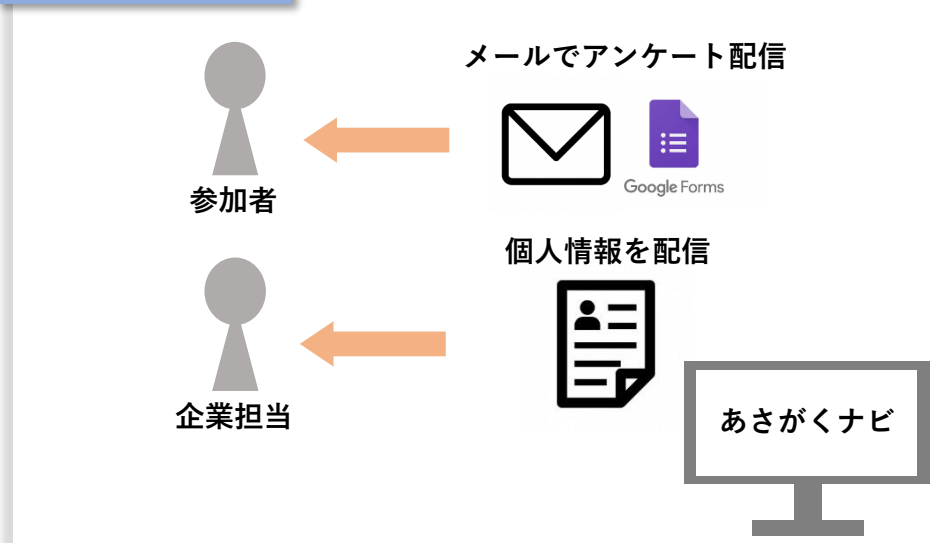 メールでアンケート配信
Google Forms
参加者
個人情報を配信
企業担当
あさがくナビ